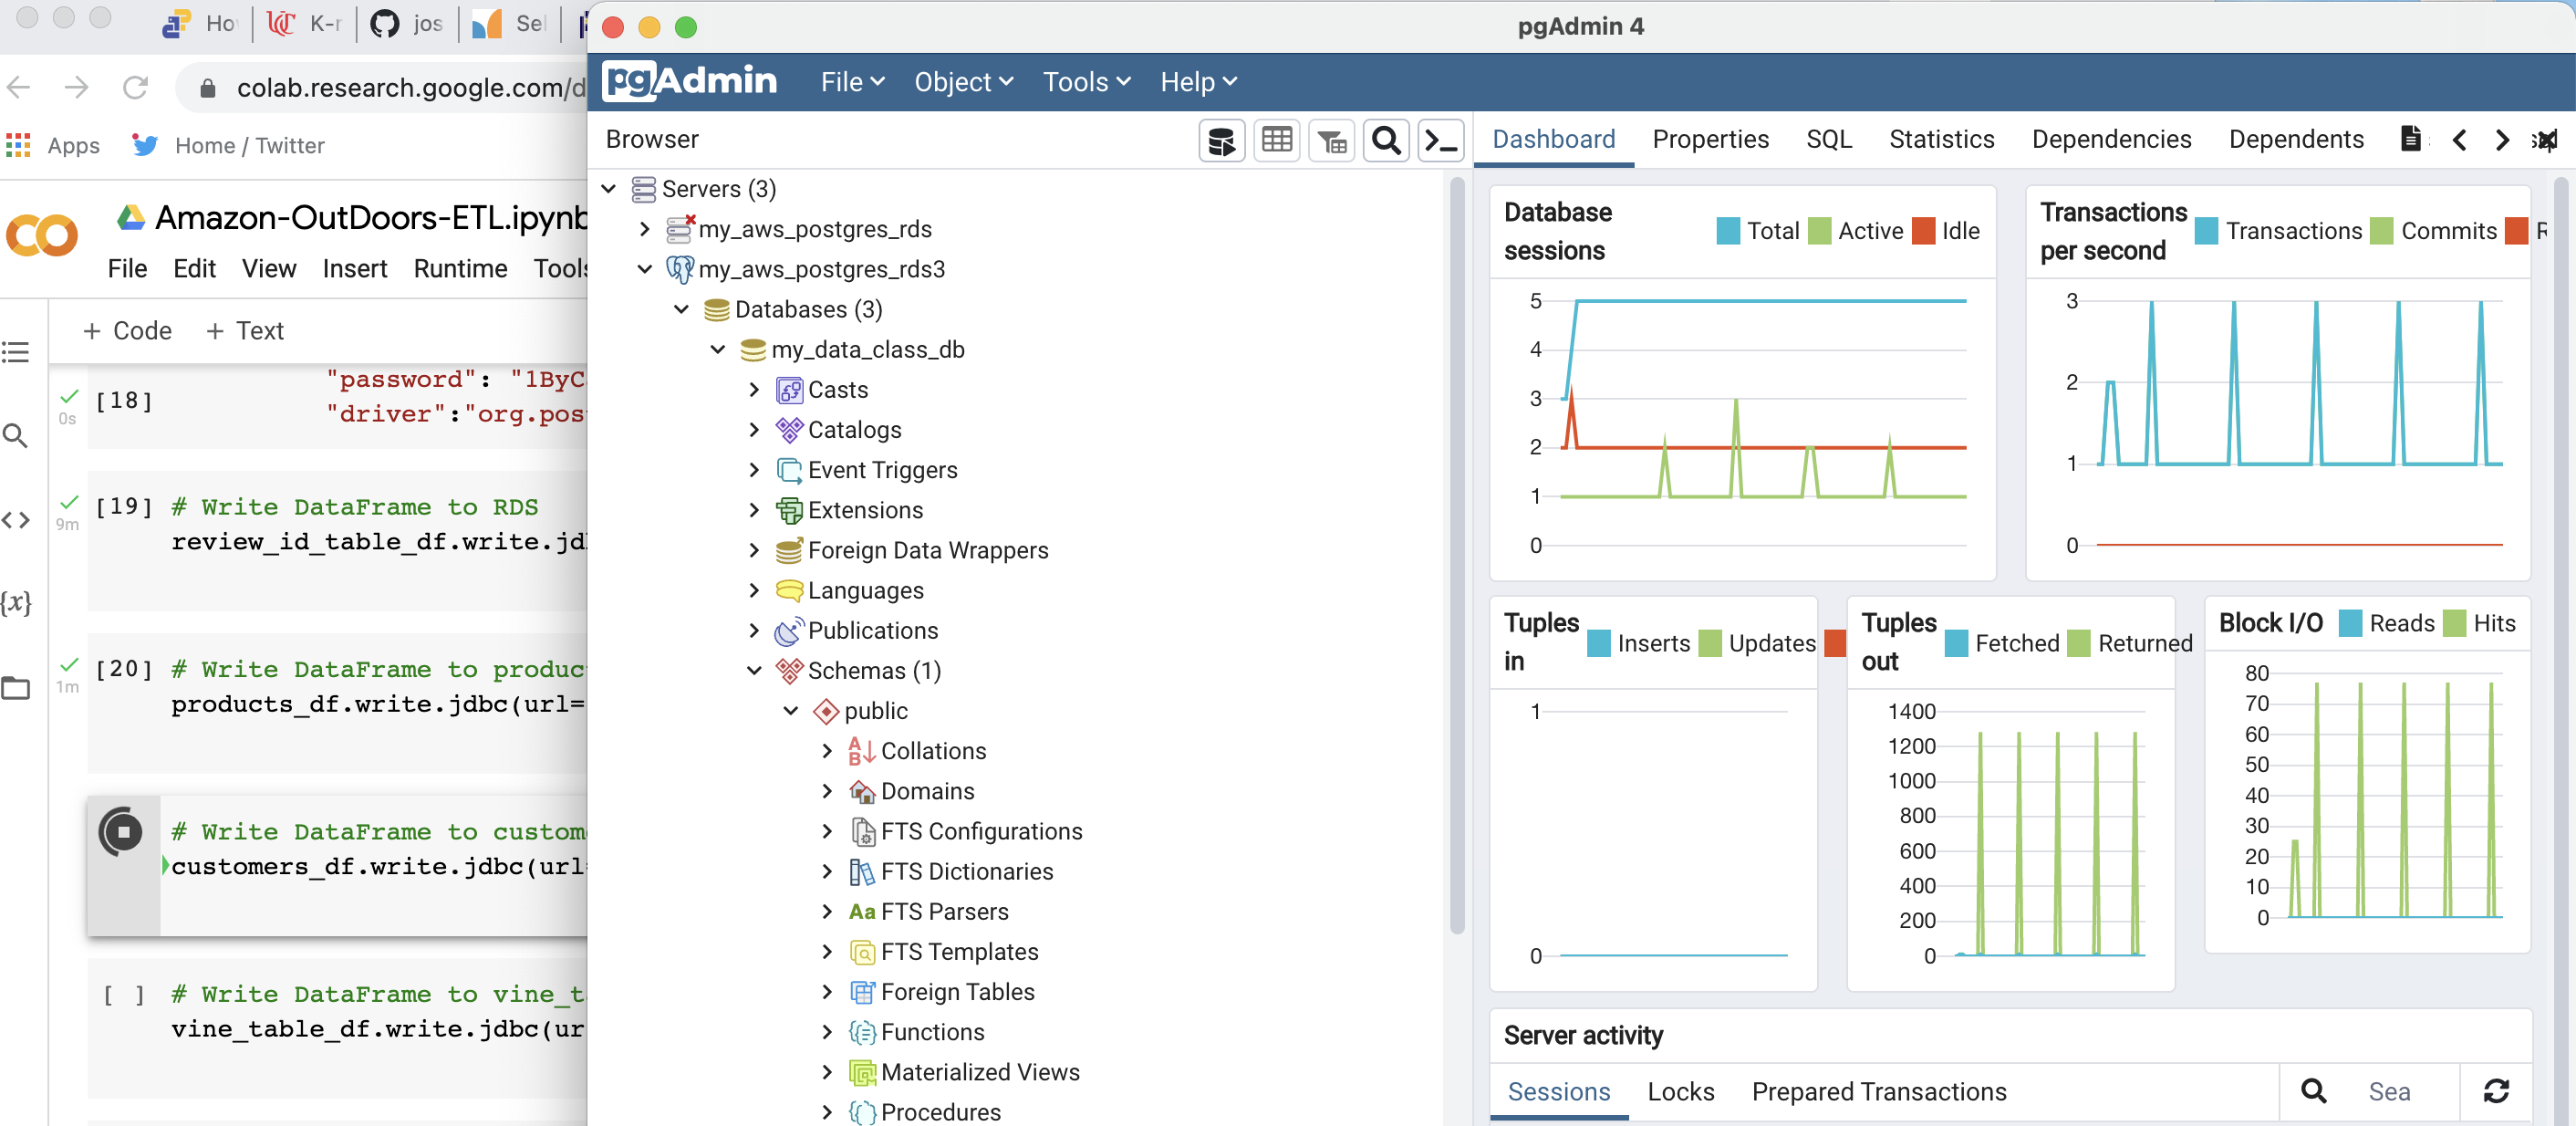 Ho
K-r
jos
Sel
colab.research.google.com/d
Apps
Home / Twitter
Amazon-OutDoors-ETL.ipynb
File Edit View Insert Runtime Tools
+ Code + Text
0s
[18]
"password": "1ByC
"driver":"org.pos
9m
[19]
# Write DataFrame to RDS
review_id_table_df.write.jd
1m
[20]
# Write DataFrame to produc
products_df.write.jdbc(url=
# Write DataFrame to custom
customers_df.write.jdbc(url
[ ]
# Write DataFrame to vine_t
vine_table_df.write.jdbc(ur
{x}
pgAdmin 4
pgAdmin
File Object Tools Help
Browser
Servers (3)
my_aws_postgres_rds
my_aws_postgres_rds3
Databases (3)
my_data_class_db
Casts
Catalogs
Event Triggers
Extensions
Foreign Data Wrappers
Languages
Publications
Schemas (1)
public
Collations
Domains
FTS Configurations
FTS Dictionaries
Aa FTS Parsers
FTS Templates
Foreign Tables
Functions
Materialized Views
Procedures
Dashboard Properties SQL Statistics Dependencies Dependents
Database
sessions
Total Active Idle
5
4
3
2
1
0
Transactions
per second
Transactions Commits R
3
2
1
0
Tuples
in
Inserts Updates
1
0
Tuples
out
Fetched Returned
1400
1200
1000
800
600
400
200
0
Block I/O
Reads Hits
80
70
60
50
40
30
20
10
0
Server activity
Sessions Locks Prepared Transactions
Sea